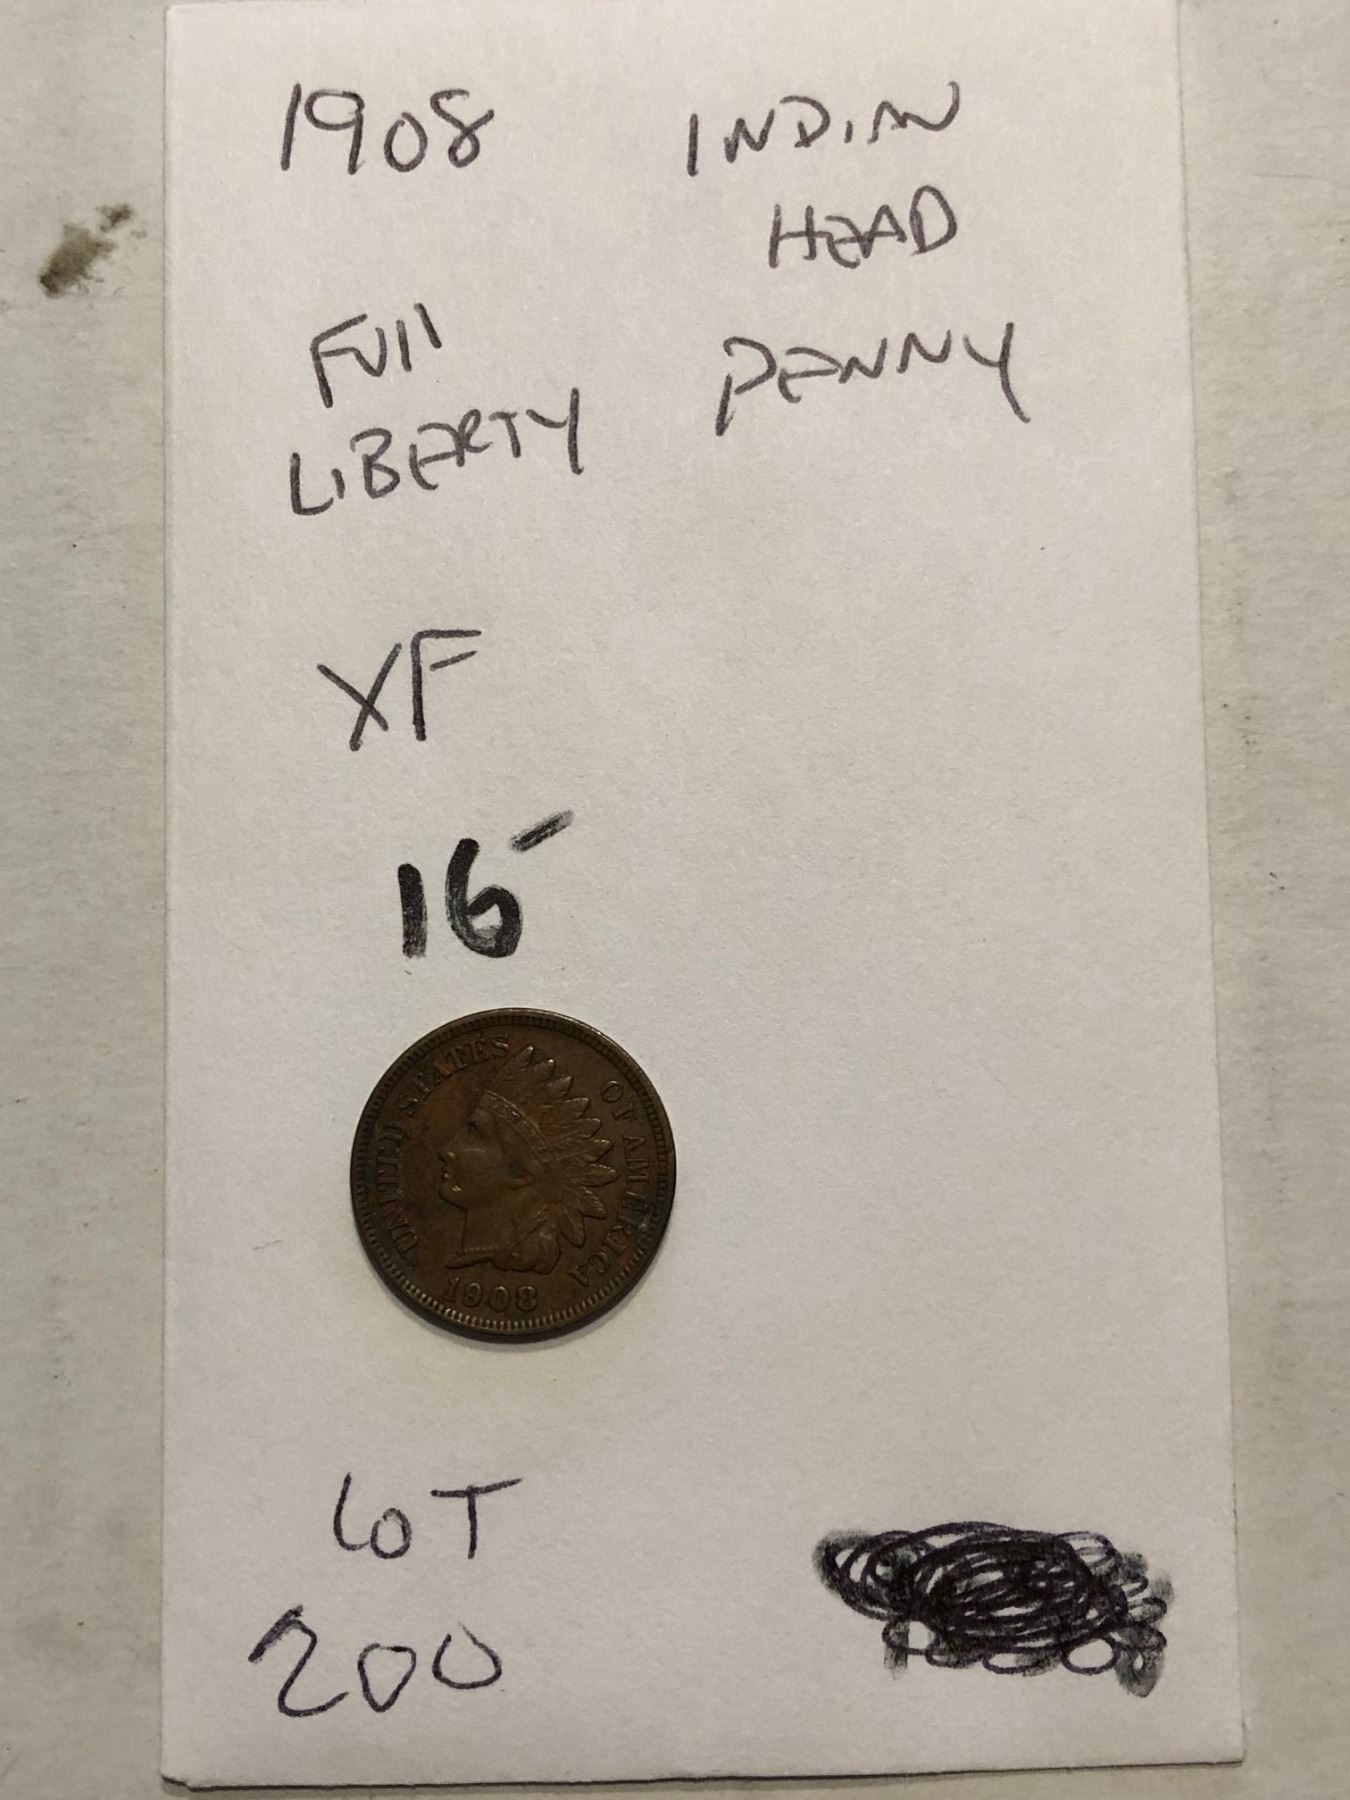 1908
INDIAN
HEAD
PENNY
FUll
LIBERTY
XF
16-
UNITED STATES OF AMERICA
1908
LOT
200